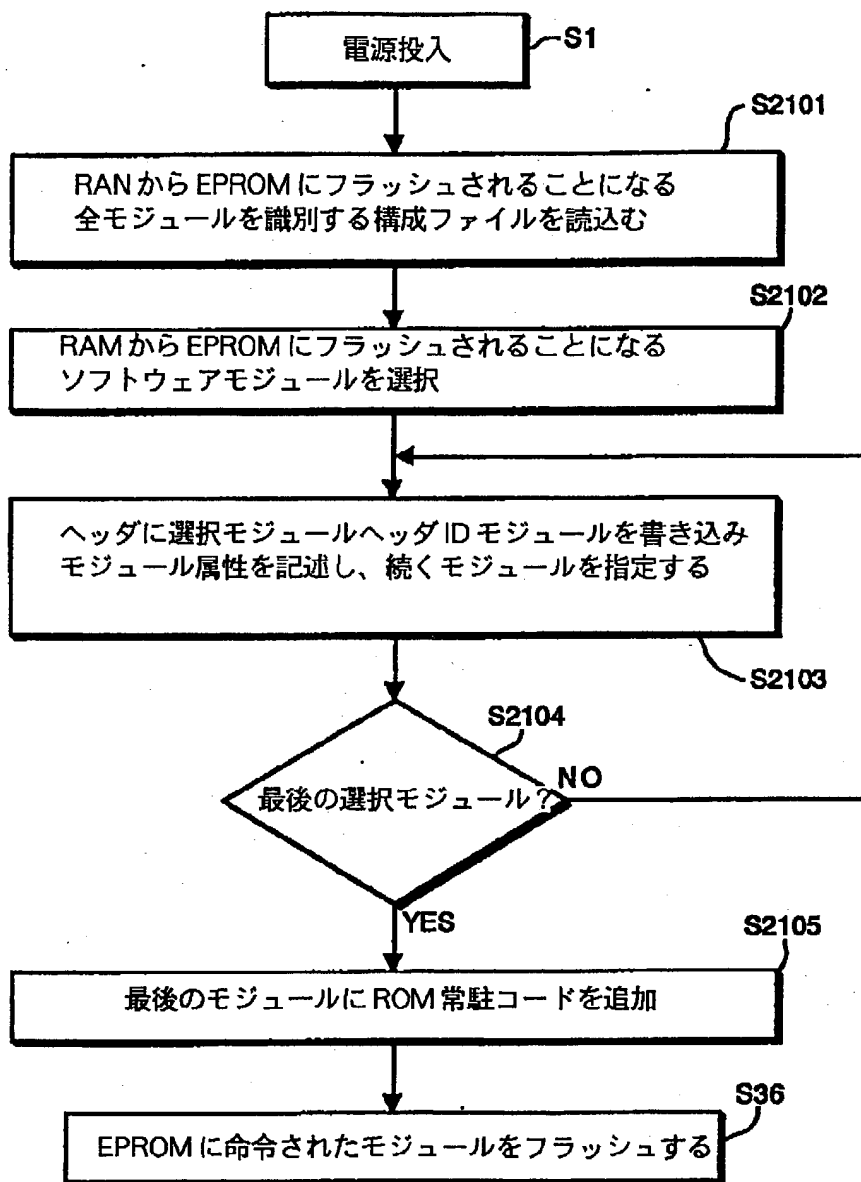 電源投入
S1
S2101
RANからEPROMにフラッシュされることになる
全モジュールを識別する構成ファイルを読込む
S2102
RAMからEPROMにフラッシュされることになる
ソフトウェアモジュールを選択
ヘッダに選択モジュールヘッダIDモジュールを書き込み
モジュール属性を記述し、続くモジュールを指定する
S2103
S2104
最後の選択モジュール?
NO
YES
S2105
最後のモジュールにROM常駐コードを追加
S36
EPROMに命令されたモジュールをフラッシュする